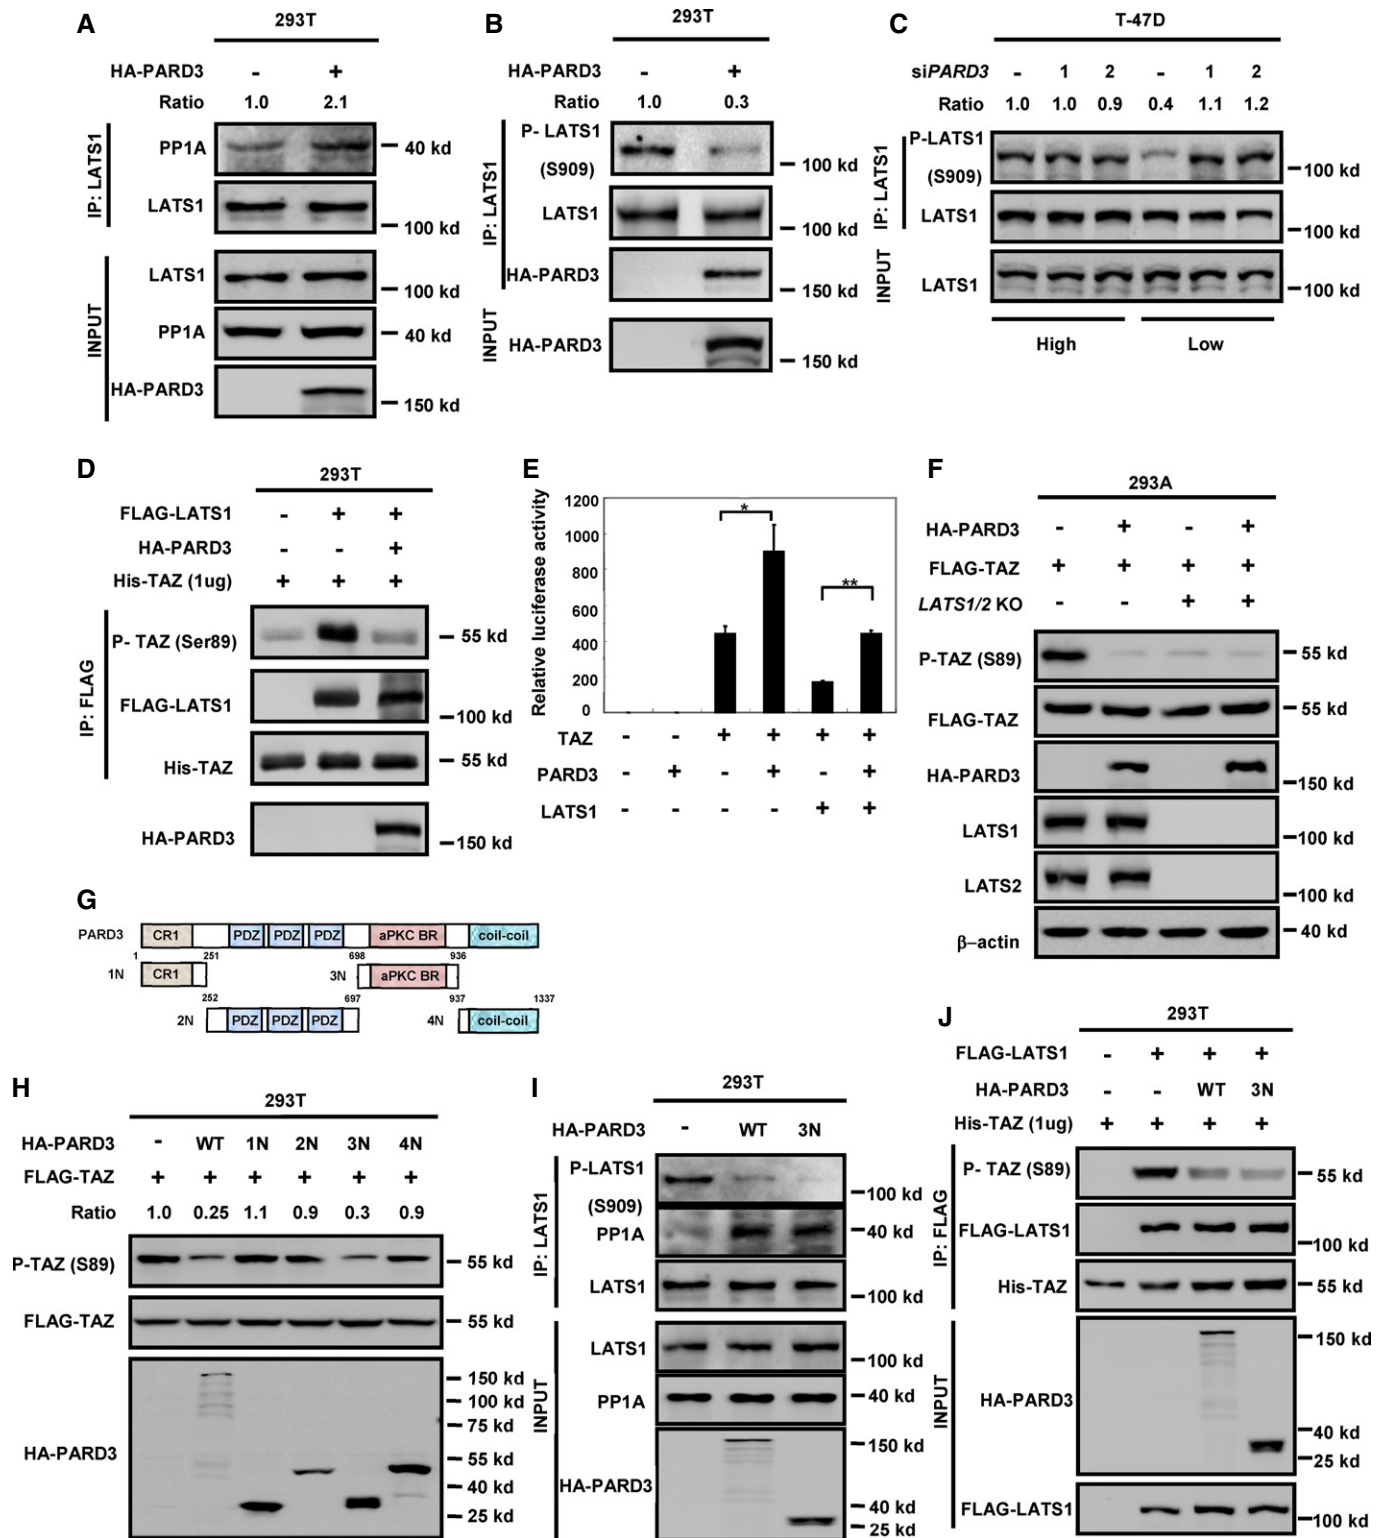 A
293T
HA-PARD3 - +
Ratio 1.0 2.1
IP: LATS1
PP1A 40 kd
LATS1 100 kd
INPUT
LATS1 100 kd
PP1A 40 kd
HA-PARD3 150 kd
B
293T
HA-PARD3 - +
Ratio 1.0 0.3
IP: LATS1
P- LATS1
(S909) 100 kd
LATS1 100 kd
HA-PARD3 150 kd
INPUT
HA-PARD3 150 kd
C
T-47D
siPARD3 - 1 2 - 1 2
Ratio 1.0 1.0 0.9 0.4 1.1 1.2
IP: LATS1
P-LATS1
(S909) 100 kd
LATS1 100 kd
INPUT
LATS1 100 kd
High Low
D
293T
FLAG-LATS1 - + +
HA-PARD3 - - +
His-TAZ (1ug) + + +
IP: FLAG
P- TAZ (Ser89) 55 kd
FLAG-LATS1 100 kd
His-TAZ 55 kd
HA-PARD3 150 kd
E
Relative luciferase activity
1200
1000
800
600
400
200
0
* **
TAZ - - + + + +
PARD3 - + - + - +
LATS1 - - - - + +
F
293A
HA-PARD3 - + - +
FLAG-TAZ + + + +
LATS1/2 KO - - + +
P-TAZ (S89) 55 kd
FLAG-TAZ 55 kd
HA-PARD3 150 kd
LATS1 100 kd
LATS2 100 kd
β-actin 40 kd
G
PARD3 CR1 PDZ PDZ PDZ aPKC BR coil-coil
1 251 698 936
1N CR1 3N aPKC BR
252 697 937 1337
2N PDZ PDZ PDZ 4N coil-coil
H
293T
HA-PARD3 - WT 1N 2N 3N 4N
FLAG-TAZ + + + + + +
Ratio 1.0 0.25 1.1 0.9 0.3 0.9
P-TAZ (S89) 55 kd
FLAG-TAZ 55 kd
HA-PARD3
150 kd
100 kd
75 kd
55 kd
40 kd
25 kd
I
293T
HA-PARD3 - WT 3N
IP: LATS1
P-LATS1
(S909) 100 kd
PP1A 40 kd
LATS1 100 kd
INPUT
LATS1 100 kd
PP1A 40 kd
HA-PARD3
150 kd
40 kd
25 kd
J
293T
FLAG-LATS1 - + + +
HA-PARD3 - - WT 3N
His-TAZ (1ug) + + + +
IP: FLAG
P- TAZ (S89) 55 kd
FLAG-LATS1 100 kd
His-TAZ 55 kd
INPUT
HA-PARD3
150 kd
40 kd
25 kd
FLAG-LATS1 100 kd